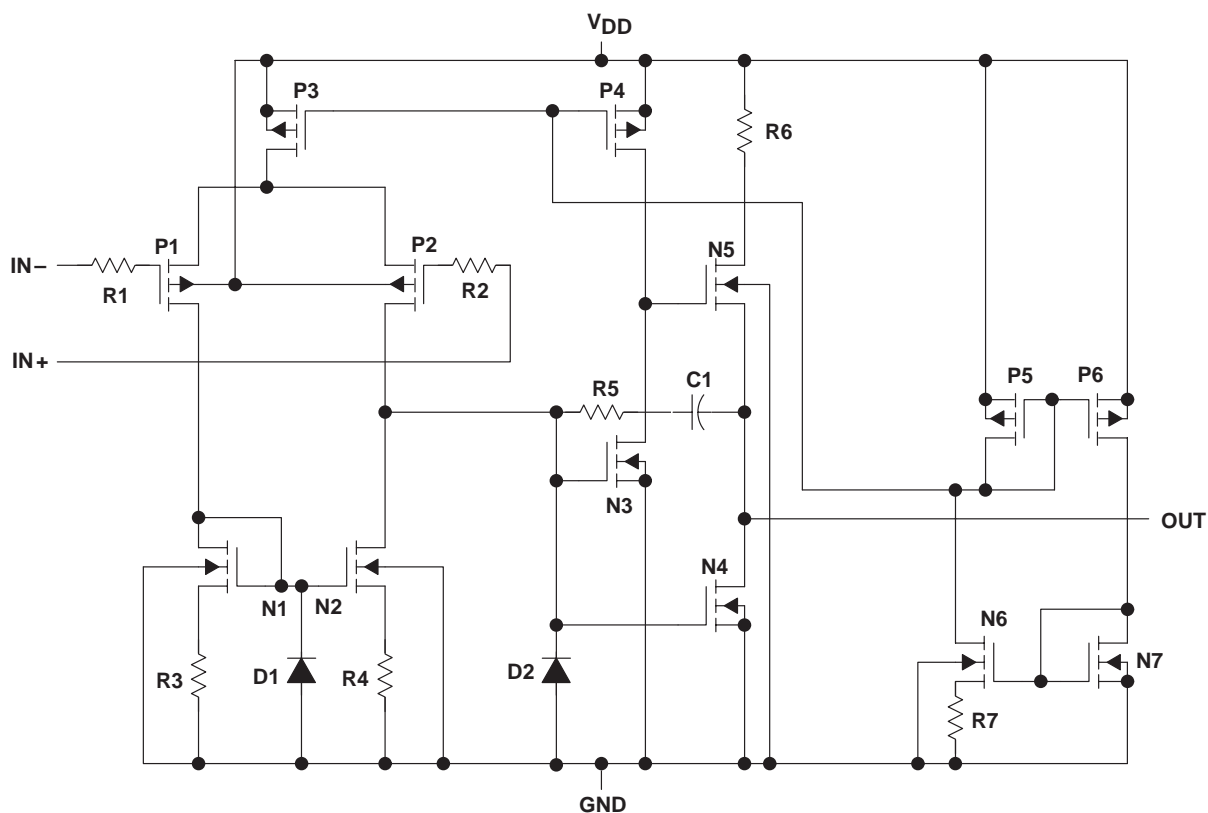 VDD
P3
P4
R6
P1
P2
N5
IN−
R1
R2
IN+
R5
C1
P5
P6
N3
OUT
N4
N1
N2
N6
N7
R3
D1
R4
D2
R7
GND